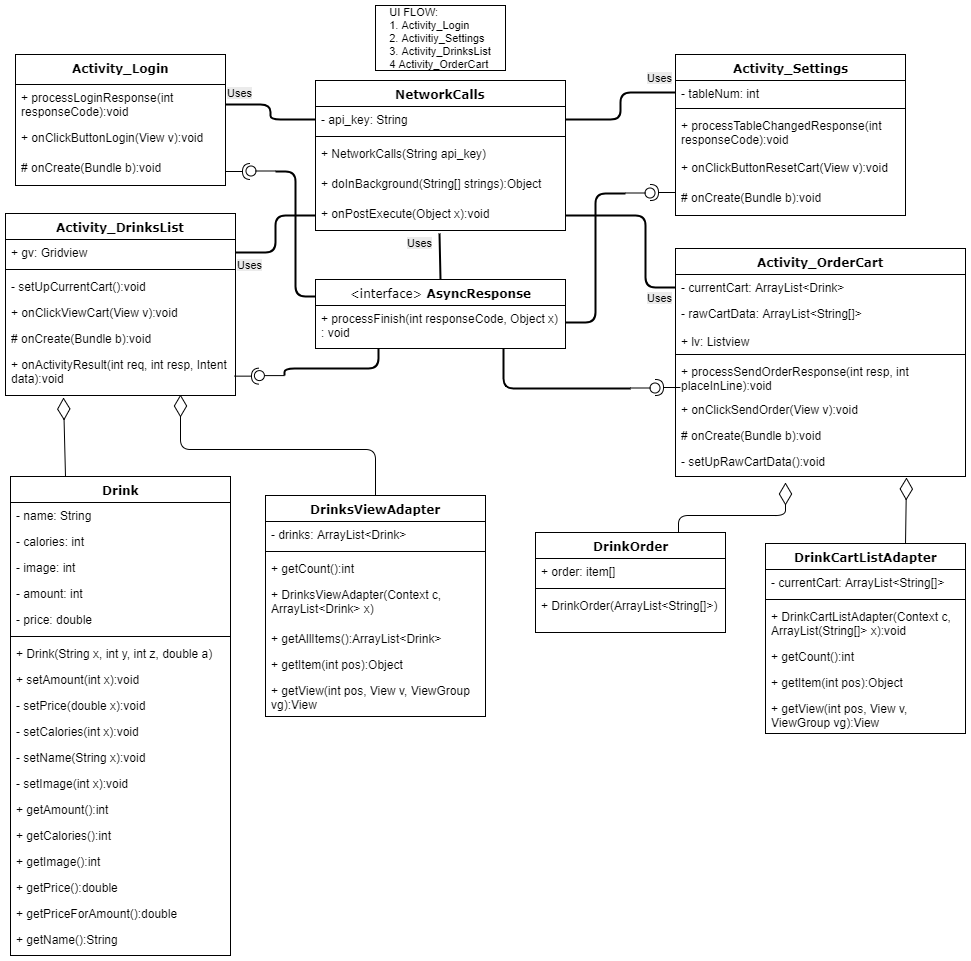 UI FLOW:
1. Activity_Login
2. Activitiy_Settings
3. Activity_DrinksList
4 Activity_OrderCart
Activity_Login
+ processLoginResponse(int
responseCode):void
+ onClickButtonLogin(View v):void
# onCreate(Bundle b):void
Uses
NetworkCalls
- api_key: String
+ NetworkCalls(String api_key)
+ doInBackground(String[] strings):Object
+ onPostExecute(Object x):void
Uses
Activity_Settings
- tableNum: int
+ processTableChangedResponse(int
responseCode):void
+ onClickButtonResetCart(View v):void
# onCreate(Bundle b):void
Activity_DrinksList
+ gv: Gridview
- setUpCurrentCart():void
+ onClickViewCart(View v):void
# onCreate(Bundle b):void
+ onActivityResult(int req, int resp, Intent
data):void
Uses
Uses
<interface> AsyncResponse
+ processFinish(int responseCode, Object x)
: void
Uses
Activity_OrderCart
- currentCart: ArrayList<Drink>
- rawCartData: ArrayList<String[]>
+ lv: Listview
+ processSendOrderResponse(int resp, int
placeInLine):void
+ onClickSendOrder(View v):void
# onCreate(Bundle b):void
- setUpRawCartData():void
Drink
- name: String
- calories: int
- image: int
- amount: int
- price: double
+ Drink(String x, int y, int z, double a)
+ setAmount(int x):void
- setPrice(double x):void
- setCalories(int x):void
- setName(String x):void
- setImage(int x):void
+ getAmount():int
+ getCalories():int
+ getImage():int
+ getPrice():double
+ getPriceForAmount():double
+ getName():String
DrinksViewAdapter
- drinks: ArrayList<Drink>
+ getCount():int
+ DrinksViewAdapter(Context c,
ArrayList<Drink> x)
+ getAllItems():ArrayList<Drink>
+ getItem(int pos):Object
+ getView(int pos, View v, ViewGroup
vg):View
DrinkOrder
+ order: item[]
+ DrinkOrder(ArrayList<String[]>)
DrinkCartListAdapter
- currentCart: ArrayList<String[]>
+ DrinkCartListAdapter(Context c,
ArrayList(String[]> x):void
+ getCount():int
+ getItem(int pos):Object
+ getView(int pos, View v,
ViewGroup vg):View